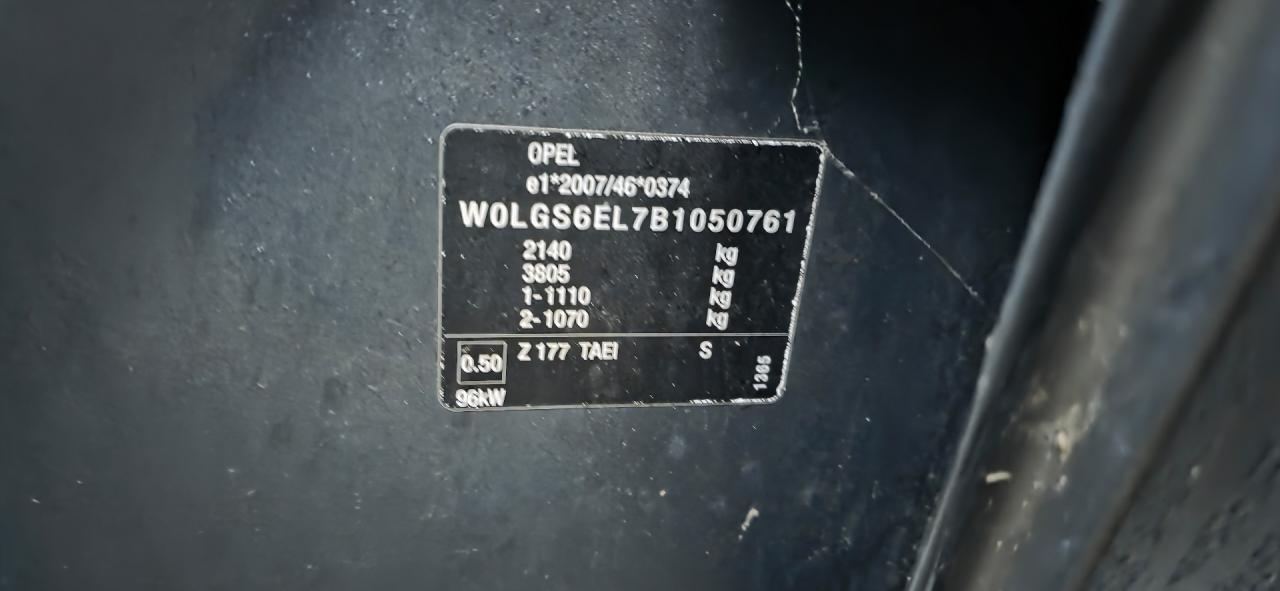 OPEL
e1*2007/46*0374
W0LGS6EL7B1050761
2140 kg
3805 kg
1-1110 kg
2-1070 kg
0.50 Z 177 TAEI S
96kW
1365